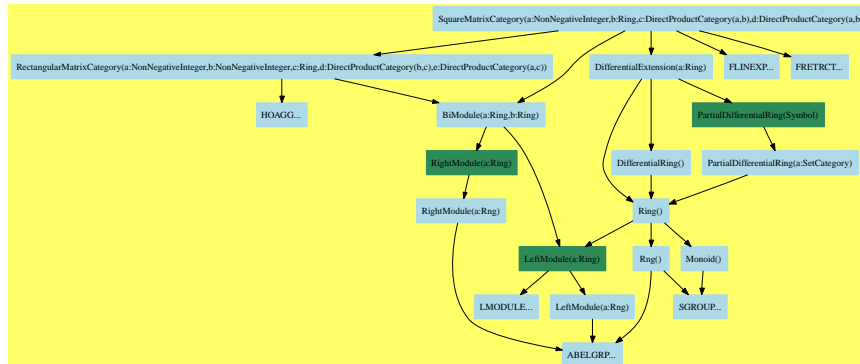 SquareMatrixCategory(a:NonNegativeInteger,b:Ring,c:DirectProductCategory(a,b),d:DirectProductCategory(a,b
RectangularMatrixCategory(a:NonNegativeInteger,b:NonNegativeInteger,c:Ring,d:DirectProductCategory(b,c),e:DirectProductCategory(a,c))
DifferentialExtension(a:Ring)
FLINEXP...
FRETRCT...
HOAGG...
BiModule(a:Ring,b:Ring)
PartialDifferentialRing(Symbol)
RightModule(a:Ring)
DifferentialRing()
PartialDifferentialRing(a:SetCategory)
RightModule(a:Rng)
Ring()
LeftModule(a:Ring)
Rng()
Monoid()
LMODULE...
LeftModule(a:Rng)
SGROUP...
ABELGRP...